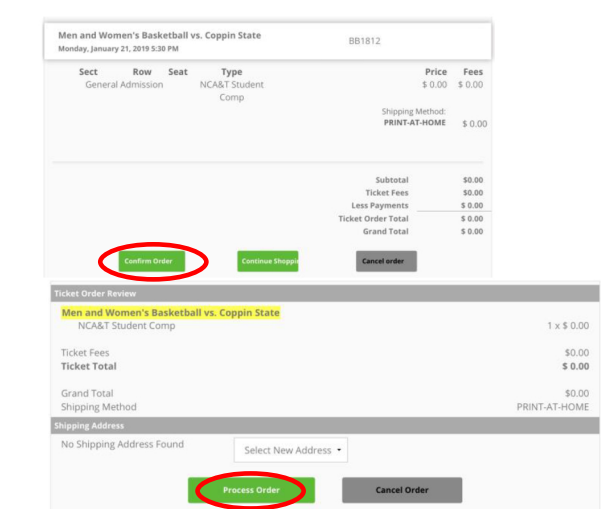 Men and Women's Basketball vs. Coppin State BB1812
Monday, January 21, 2019 5:30 PM
Sect Row Seat Type Price Fees
General Admission NCA&T Student $ 0.00 $ 0.00
Comp
Shipping Method:
PRINT-AT-HOME $ 0.00
Subtotal $0.00
Ticket Fees $0.00
Less Payments $ 0.00
Ticket Order Total $ 0.00
Grand Total $ 0.00
Confirm Order Continue Shoppin Cancel order
Ticket Order Review
Men and Women's Basketball vs. Coppin State
NCA&T Student Comp 1 x $ 0.00
Ticket Fees $0.00
Ticket Total $ 0.00
Grand Total $0.00
Shipping Method PRINT-AT-HOME
Shipping Address
No Shipping Address Found Select New Address
Process Order Cancel Order